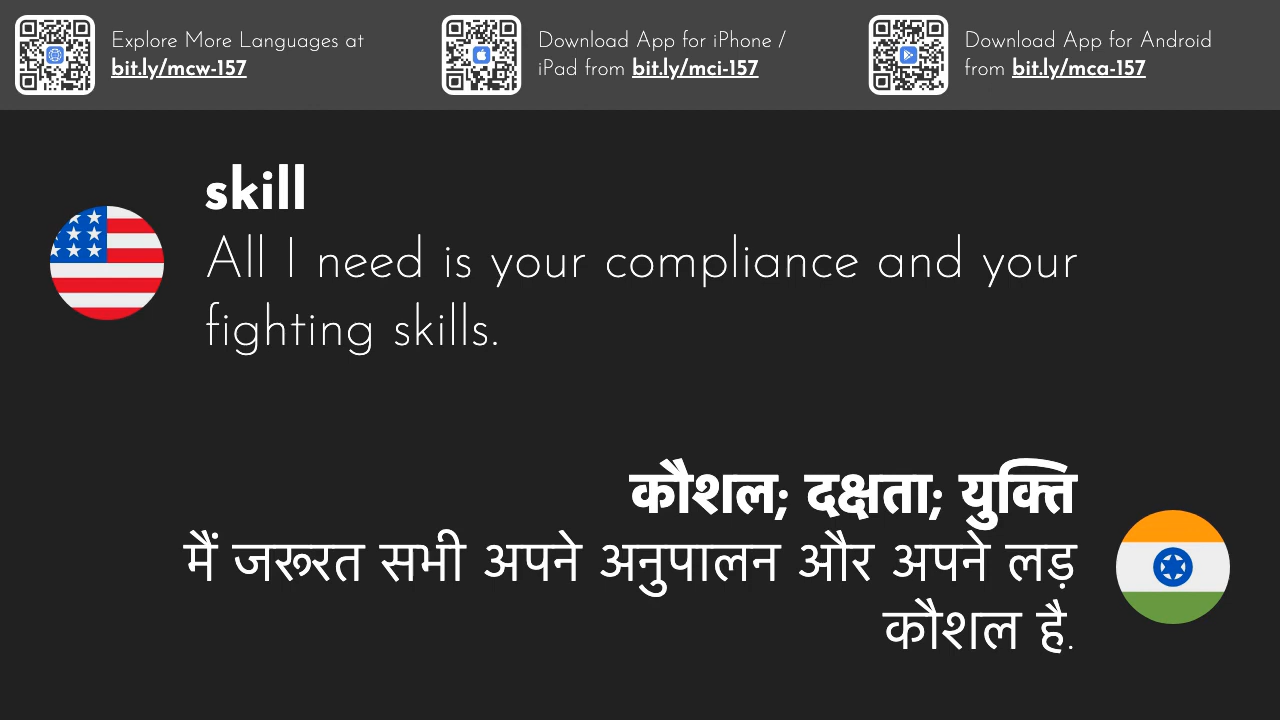 Explore More Languages at
bit.ly/mcw-157
Download App for iPhone /
iPad from bit.ly/mci-157
Download App for Android
from bit.ly/mca-157
skill
All I need is your compliance and your
fighting skills.
कौशल; दक्षता; युक्ति
मैं जरूरत सभी अपने अनुपालन और अपने लड़
कौशल है.